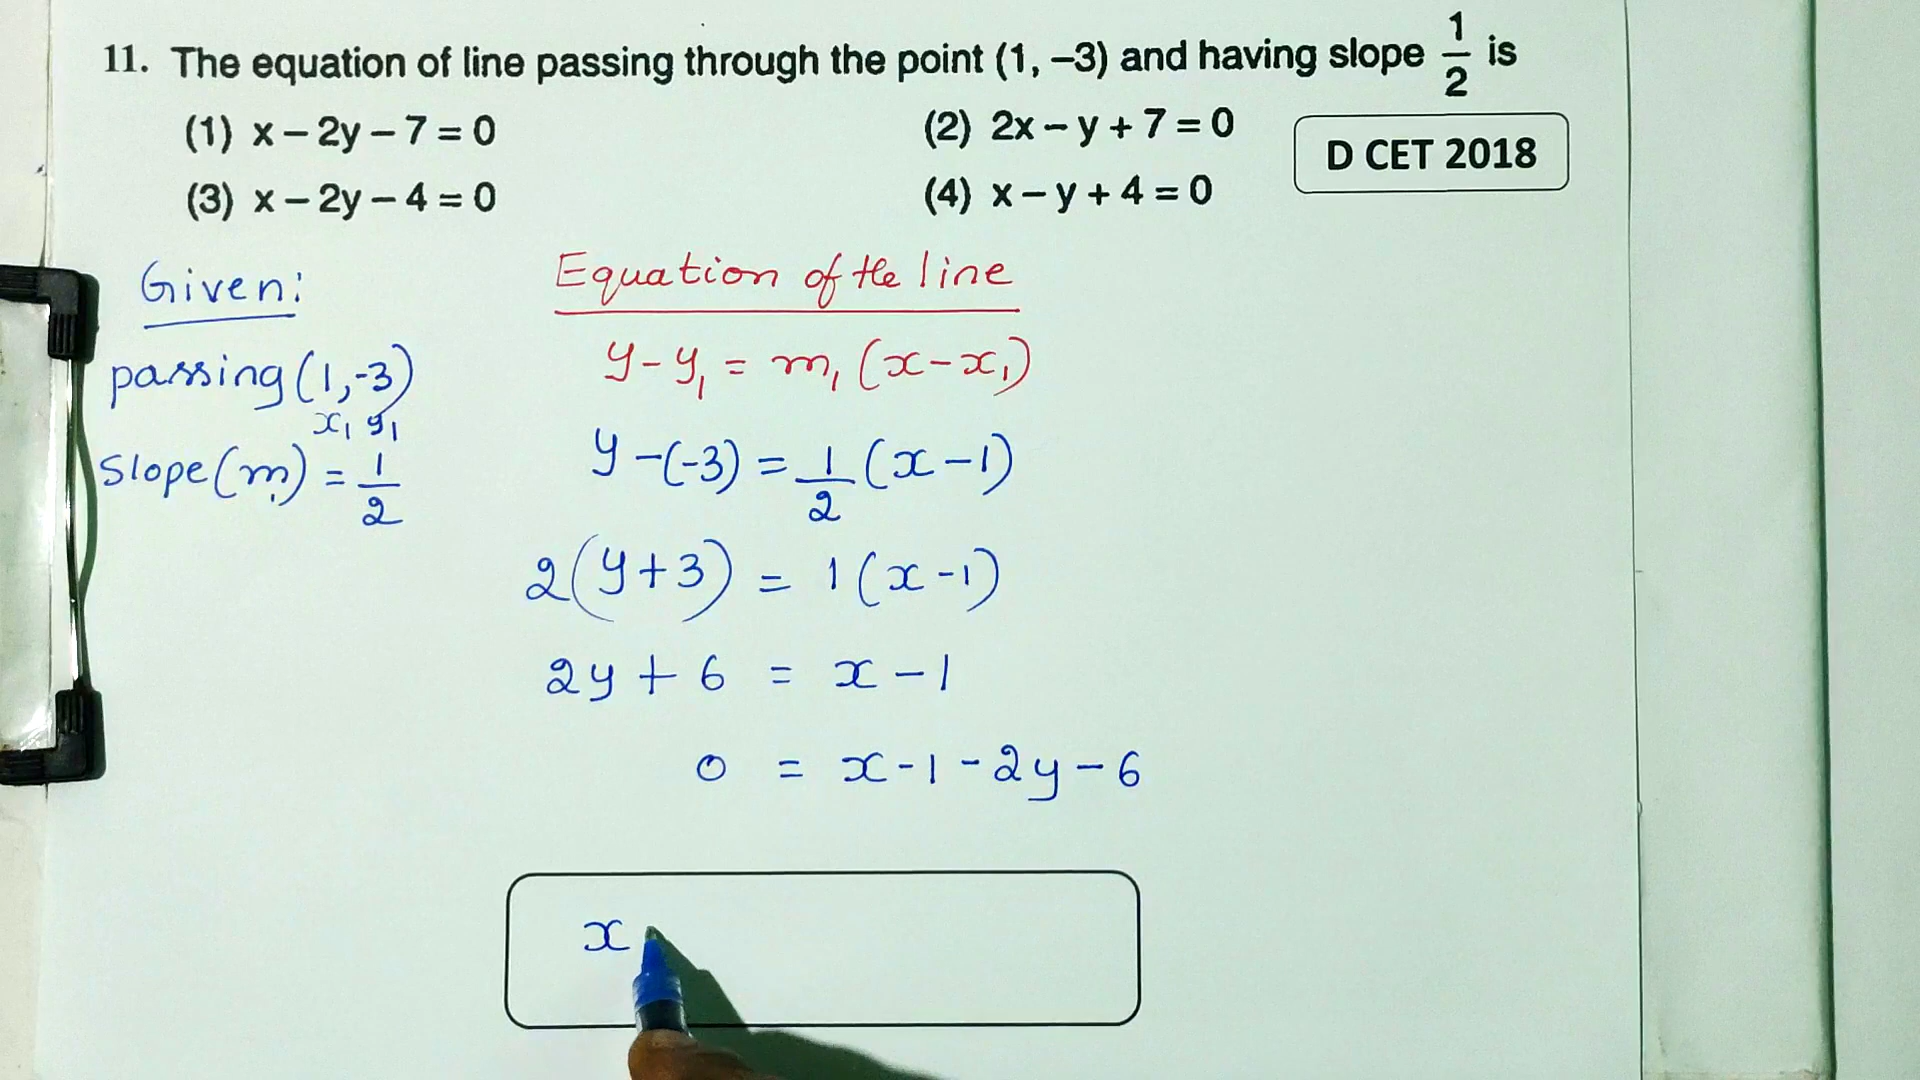 11. The equation of line passing through the point (1, –3) and having slope 1/2 is
(1) x – 2y – 7 = 0
(2) 2x – y + 7 = 0
(3) x – 2y – 4 = 0
(4) x – y + 4 = 0
D CET 2018
Given:
passing (1,-3)
x₁ y₁
Slope(m₁) = 1/2
Equation of the line
y - y₁ = m₁ (x - x₁)
y - (-3) = 1/2 (x - 1)
2(y + 3) = 1 (x - 1)
2y + 6 = x - 1
0 = x - 1 - 2y - 6
x